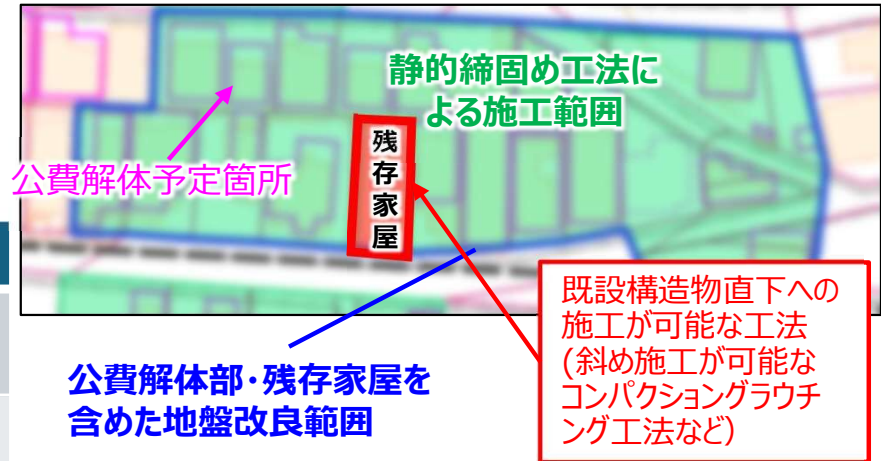 静的締固め工法に
よる施工範囲
残
存
家
屋
公費解体予定箇所
既設構造物直下への
施工が可能な工法
(斜め施工が可能な
コンパクショングラウチ
ング工法など)
公費解体部・残存家屋を
含めた地盤改良範囲